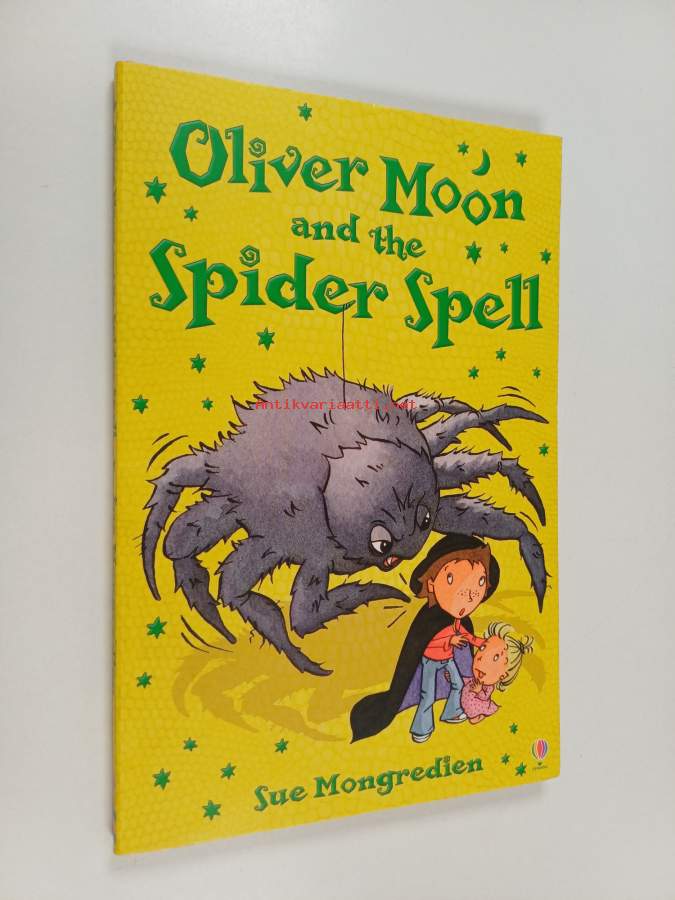 Oliver Moon
and the
Spider Spell
antikvariaatti.net
Sue Mongredien